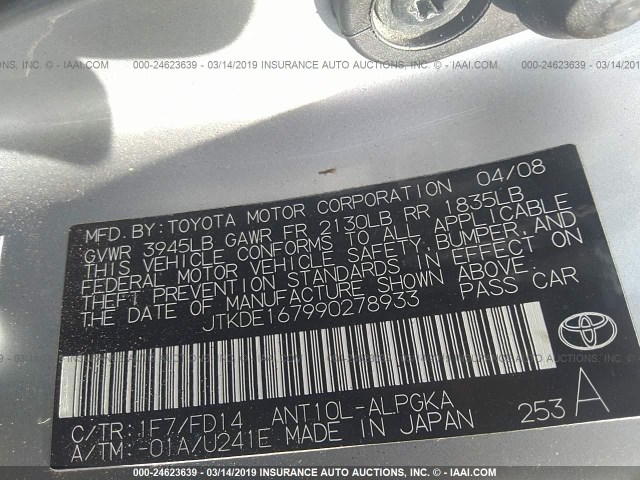 000-24623639 - 03/14/2019 INSURANCE AUTO AUCTIONS, INC. - © IAAI.COM
000-24623639 - 03/14/2019 INSURANCE AUTO AUCTIONS, INC. - © IAAI.COM
MFD. BY: TOYOTA MOTOR CORPORATION 04/08
GVWR 3945LB GAWR FR 2130LB RR 1835LB
THIS VEHICLE CONFORMS TO ALL APPLICABLE
FEDERAL MOTOR VEHICLE SAFETY, BUMPER, AND
THEFT PREVENTION STANDARDS IN EFFECT ON
THE DATE OF MANUFACTURE SHOWN ABOVE.
JTKDE167990278933 PASS CAR
C/TR: 1F7/FD14 ANT10L-ALPGKA
A/TM: -01A/U241E MADE IN JAPAN
253 A
TOYOTA
000-24623639 - 03/14/2019 INSURANCE AUTO AUCTIONS, INC. - © IAAI.COM